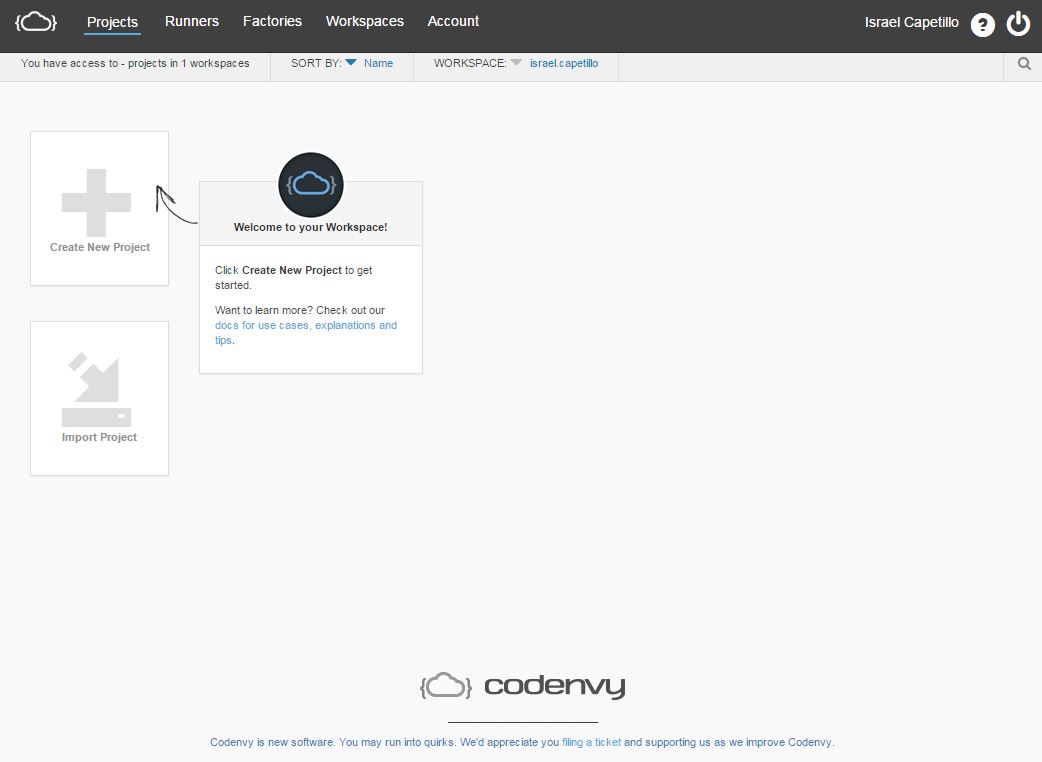 Projects Runners Factories Workspaces Account Israel Capetillo ?
You have access to - projects in 1 workspaces SORT BY: Name WORKSPACE: israel.capetillo
Create New Project
Welcome to your Workspace!
Click Create New Project to get
started.
Want to learn more? Check out our
docs for use cases, explanations and
tips.
Import Project
{ } codenvy
Codenvy is new software. You may run into quirks. We'd appreciate you filing a ticket and supporting us as we improve Codenvy.